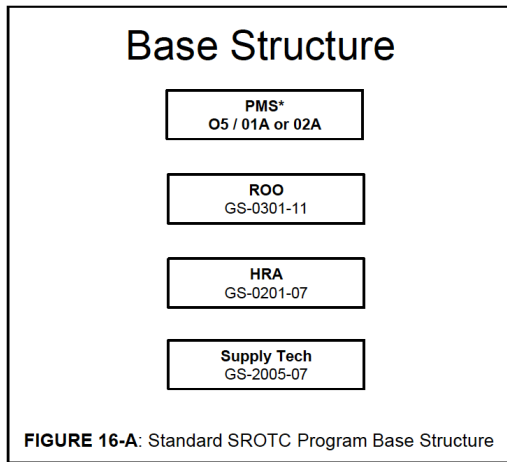 Base Structure
PMS*
O5 / 01A or 02A
ROO
GS-0301-11
HRA
GS-0201-07
Supply Tech
GS-2005-07
FIGURE 16-A: Standard SROTC Program Base Structure